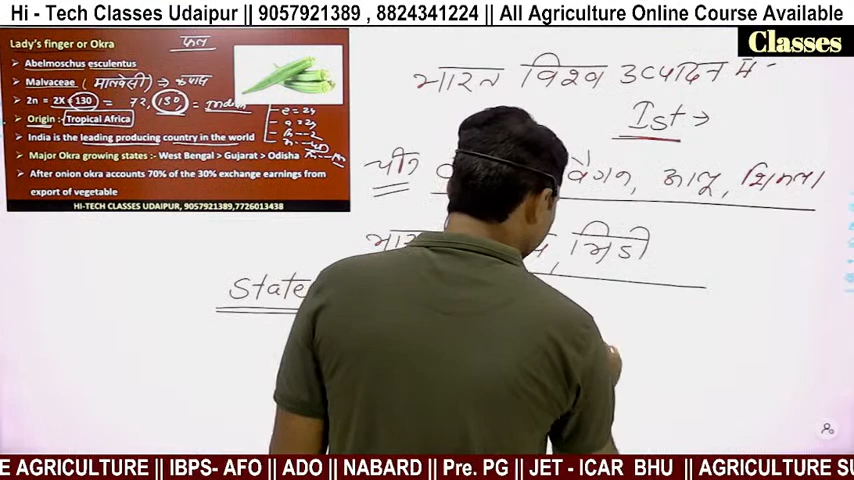 Hi - Tech Classes Udaipur || 9057921389 , 8824341224 || All Agriculture Online Course Available
Classes
Lady's finger or Okra
फल
Abelmoschus esculentus
Malvaceae (मालवेसी) → कपास
2n = 2X = 130 = 72, 130 = Indian
Origin :- Tropical Africa
India is the leading producing country in the world
Major Okra growing states :- West Bengal > Gujarat > Odisha
After onion okra accounts 70% of the 30% exchange earnings from
export of vegetable
HI-TECH CLASSES UDAIPUR, 9057921389,7726013438
भारत विश्व उत्पादन में -
Ist →
चीन
बैंगन, आलू, शिमला
भिंडी
State
E AGRICULTURE || IBPS- AFO || ADO || NABARD || Pre. PG || JET - ICAR BHU || AGRICULTURE SU